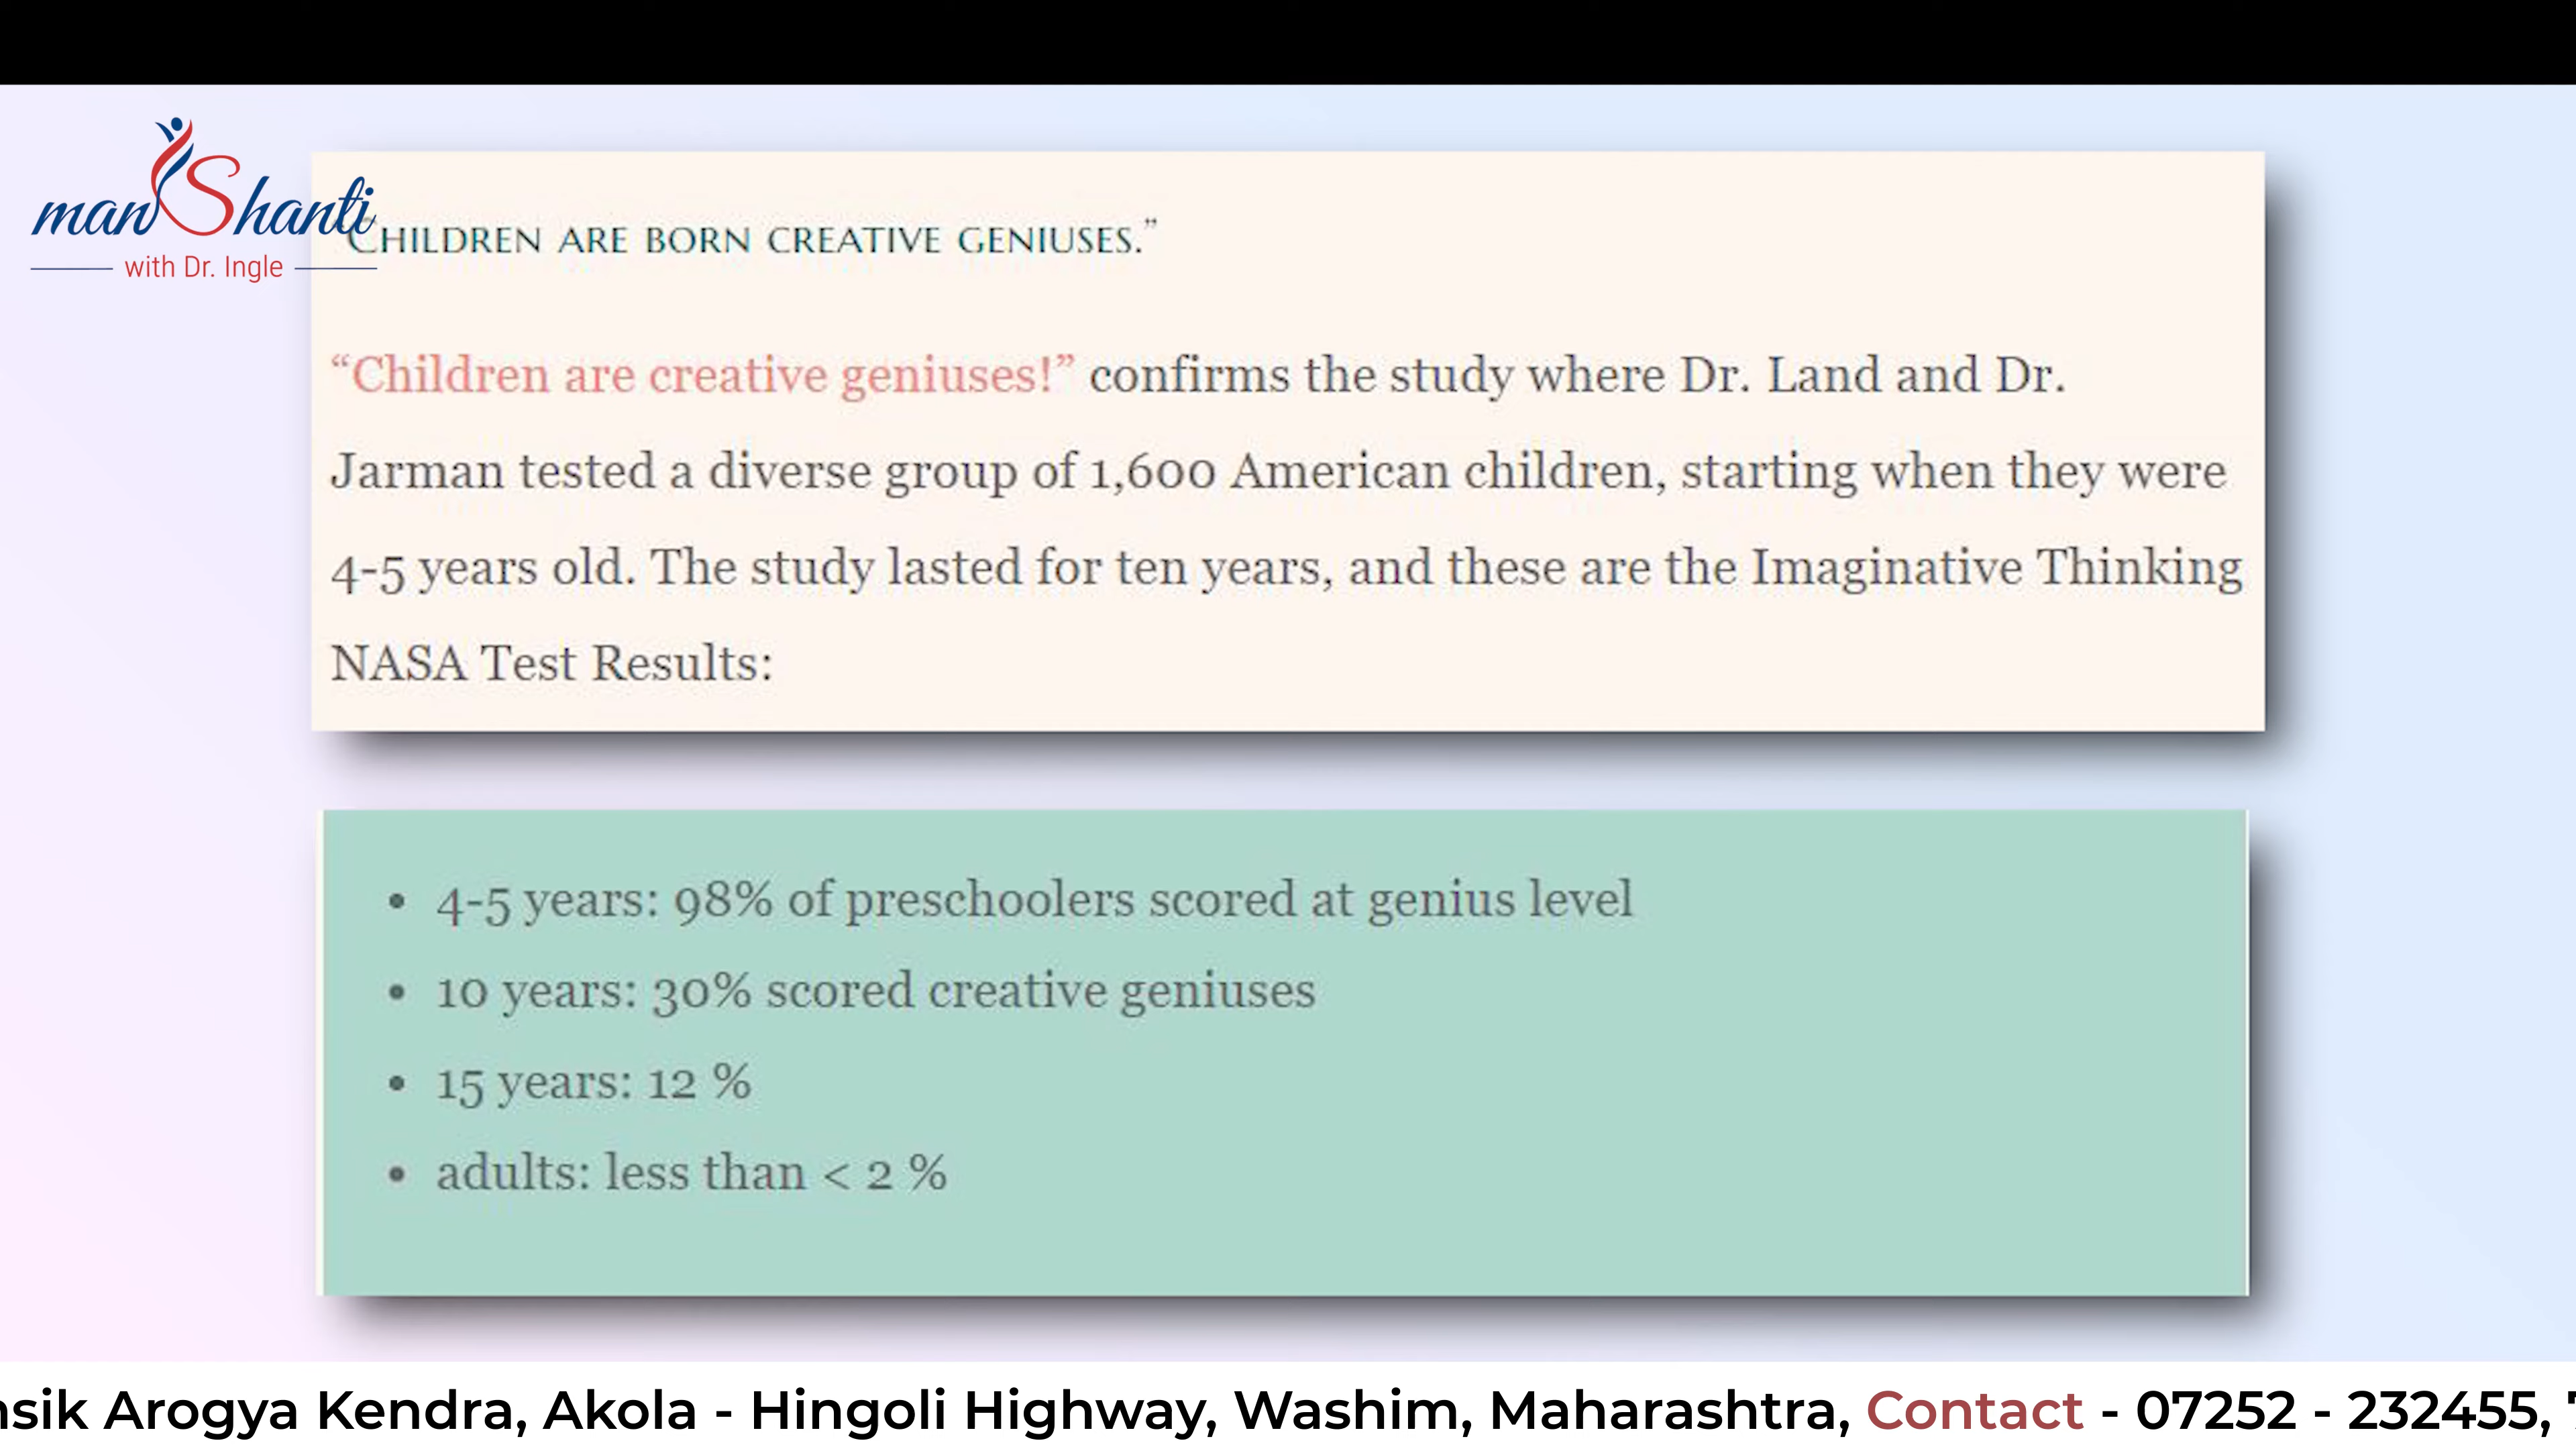 man Shanti
with Dr. Ingle
CHILDREN ARE BORN CREATIVE GENIUSES.”
“Children are creative geniuses!” confirms the study where Dr. Land and Dr.
Jarman tested a diverse group of 1,600 American children, starting when they were
4-5 years old. The study lasted for ten years, and these are the Imaginative Thinking
NASA Test Results:
• 4-5 years: 98% of preschoolers scored at genius level
• 10 years: 30% scored creative geniuses
• 15 years: 12 %
• adults: less than < 2 %
nsik Arogya Kendra, Akola - Hingoli Highway, Washim, Maharashtra, Contact - 07252 - 232455,